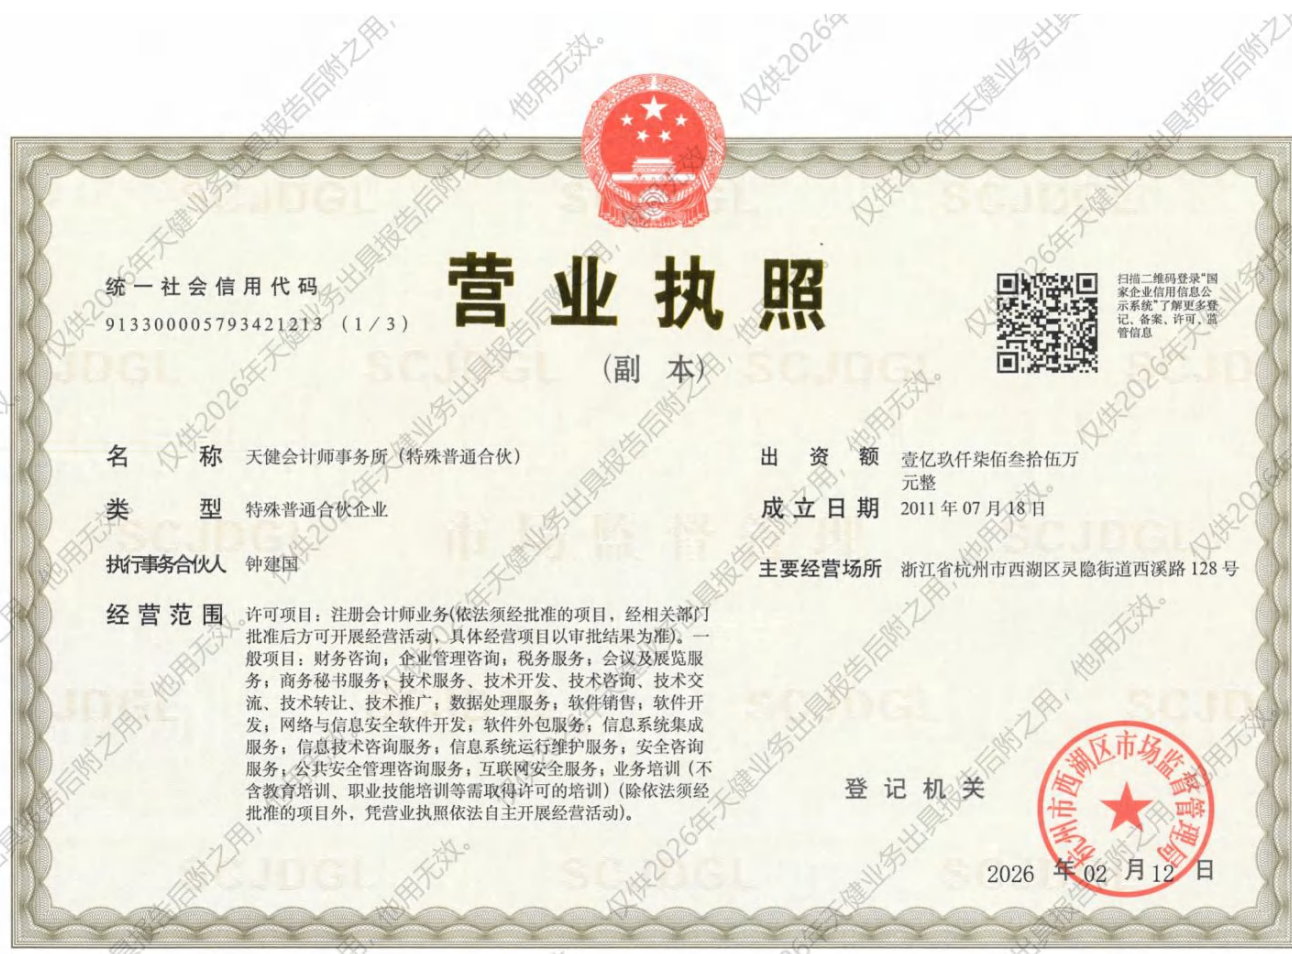 营业执照
(副 本)
统一社会信用代码
913300005793421213 (1/3)
扫描二维码登录"国
家企业信用信息公
示系统"了解更多登
记、备案、许可、监
管信息
名 称 天健会计师事务所(特殊普通合伙)
类 型 特殊普通合伙企业
执行事务合伙人 钟建国
经营范围 许可项目：注册会计师业务(依法须经批准的项目，经相关部门
批准后方可开展经营活动，具体经营项目以审批结果为准)。一
般项目：财务咨询；企业管理咨询；税务服务；会议及展览服
务；商务秘书服务；技术服务、技术开发、技术咨询、技术交
流、技术转让、技术推广；数据处理服务；软件销售；软件开
发；网络与信息安全软件开发；软件外包服务；信息系统集成
服务；信息技术咨询服务；信息系统运行维护服务；安全咨询
服务；公共安全管理咨询服务；互联网安全服务；业务培训(不
含教育培训、职业技能培训等需取得许可的培训)(除依法须经
批准的项目外，凭营业执照依法自主开展经营活动)。
出 资 额 壹亿玖仟柒佰叁拾伍万
元整
成立日期 2011年07月18日
主要经营场所 浙江省杭州市西湖区灵隐街道西溪路128号
登记机关
杭州市西湖区市场监督管理局
2026 年 02 月 12 日
仅供2026年天健业务出具报告后附之用，他用无效。
SCJDGL
市场监督管理